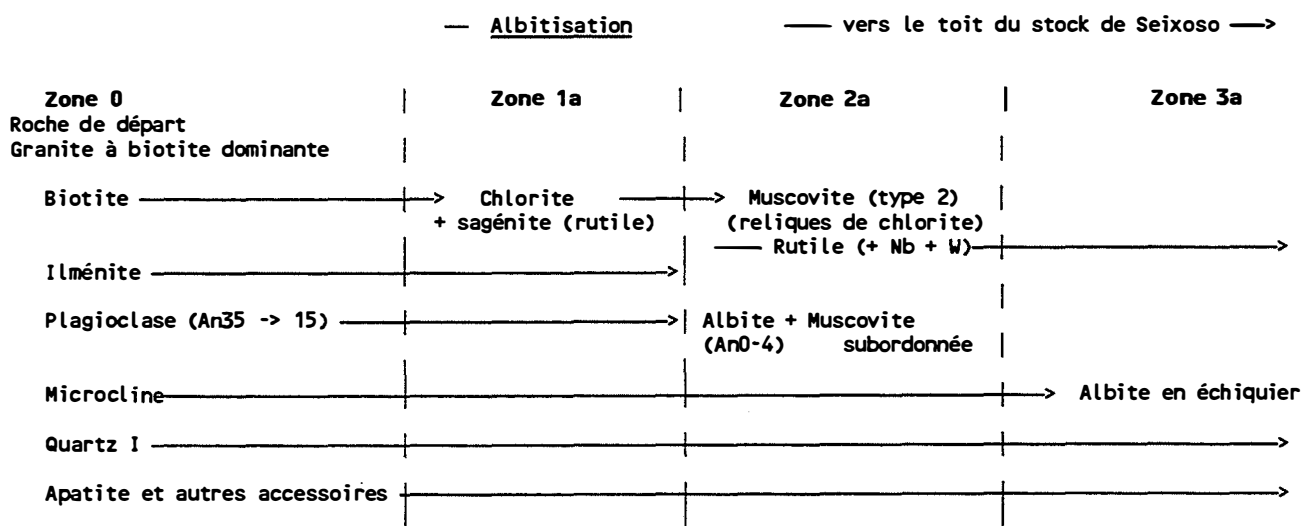 — Albitisation —— vers le toit du stock de Seixoso ——>
Zone 0 | Zone 1a | Zone 2a | Zone 3a
Roche de départ
Granite à biotite dominante
Biotite ——> Chlorite ——> Muscovite (type 2)
+ sagénite (rutile) (reliques de chlorite)
—— Rutile (+ Nb + W) ——>
Ilménite ——>
Plagioclase (An35 -> 15) ——> Albite + Muscovite
(An0-4) subordonnée
Microcline ——> Albite en échiquier
Quartz I ——>
Apatite et autres accessoires ——>